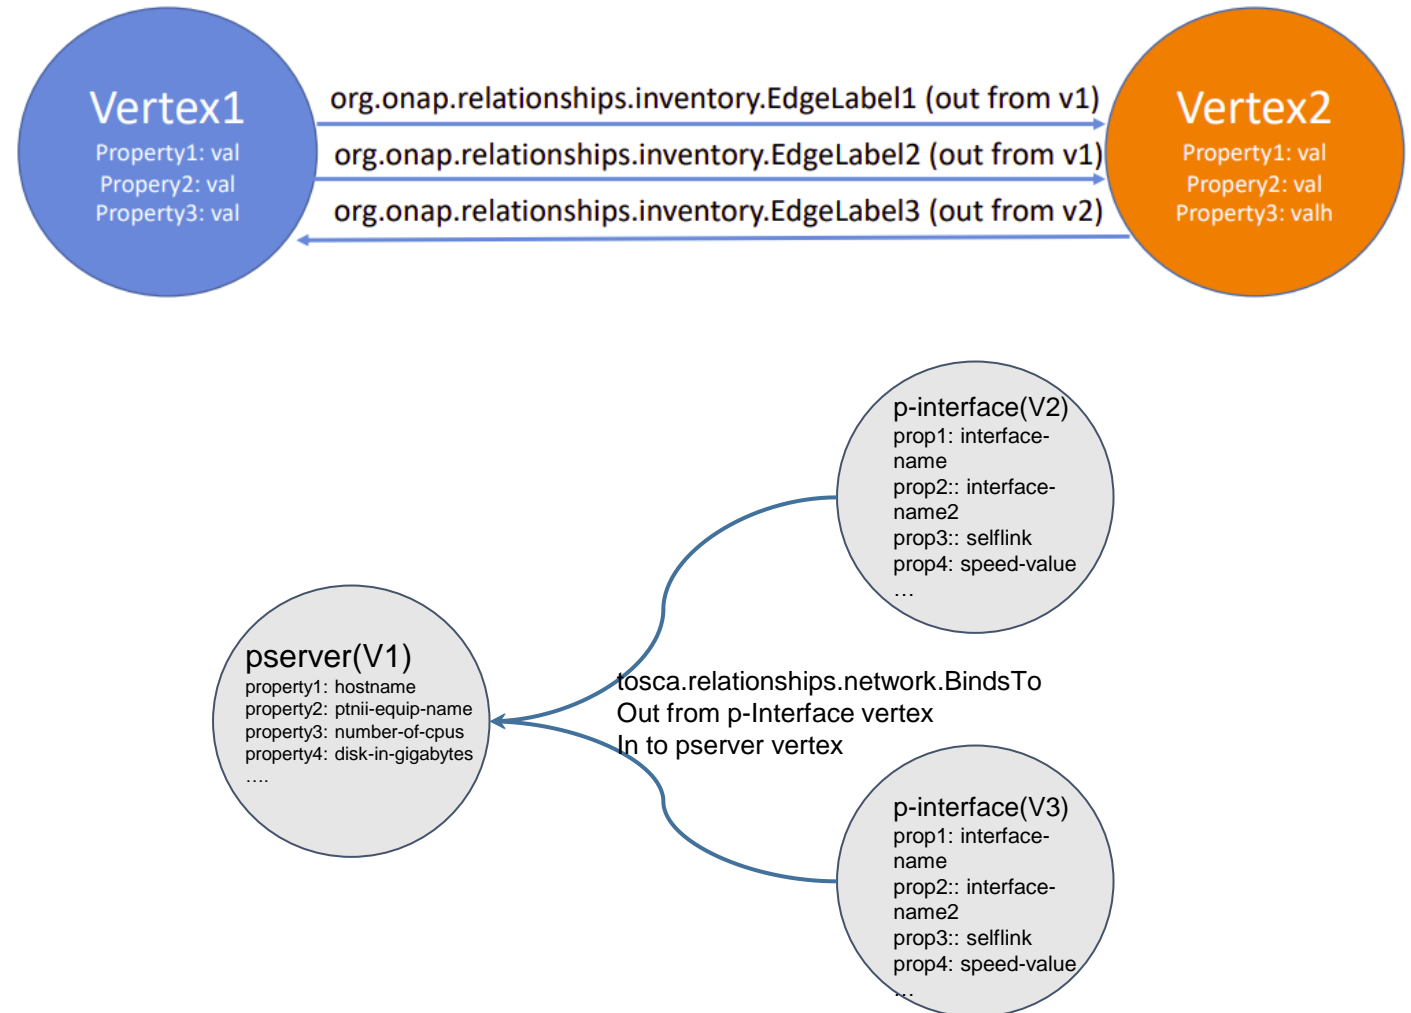 Vertex1
Property1: val
Propery2: val
Property3: val
org.onap.relationships.inventory.EdgeLabel1 (out from v1)
org.onap.relationships.inventory.EdgeLabel2 (out from v1)
org.onap.relationships.inventory.EdgeLabel3 (out from v2)
Vertex2
Property1: val
Propery2: val
Property3: valh
p-interface(V2)
prop1: interface-
name
prop2:: interface-
name2
prop3:: selflink
prop4: speed-value
…
pserver(V1)
property1: hostname
property2: ptnii-equip-name
property3: number-of-cpus
property4: disk-in-gigabytes
….
tosca.relationships.network.BindsTo
Out from p-Interface vertex
In to pserver vertex
p-interface(V3)
prop1: interface-
name
prop2:: interface-
name2
prop3:: selflink
prop4: speed-value
…